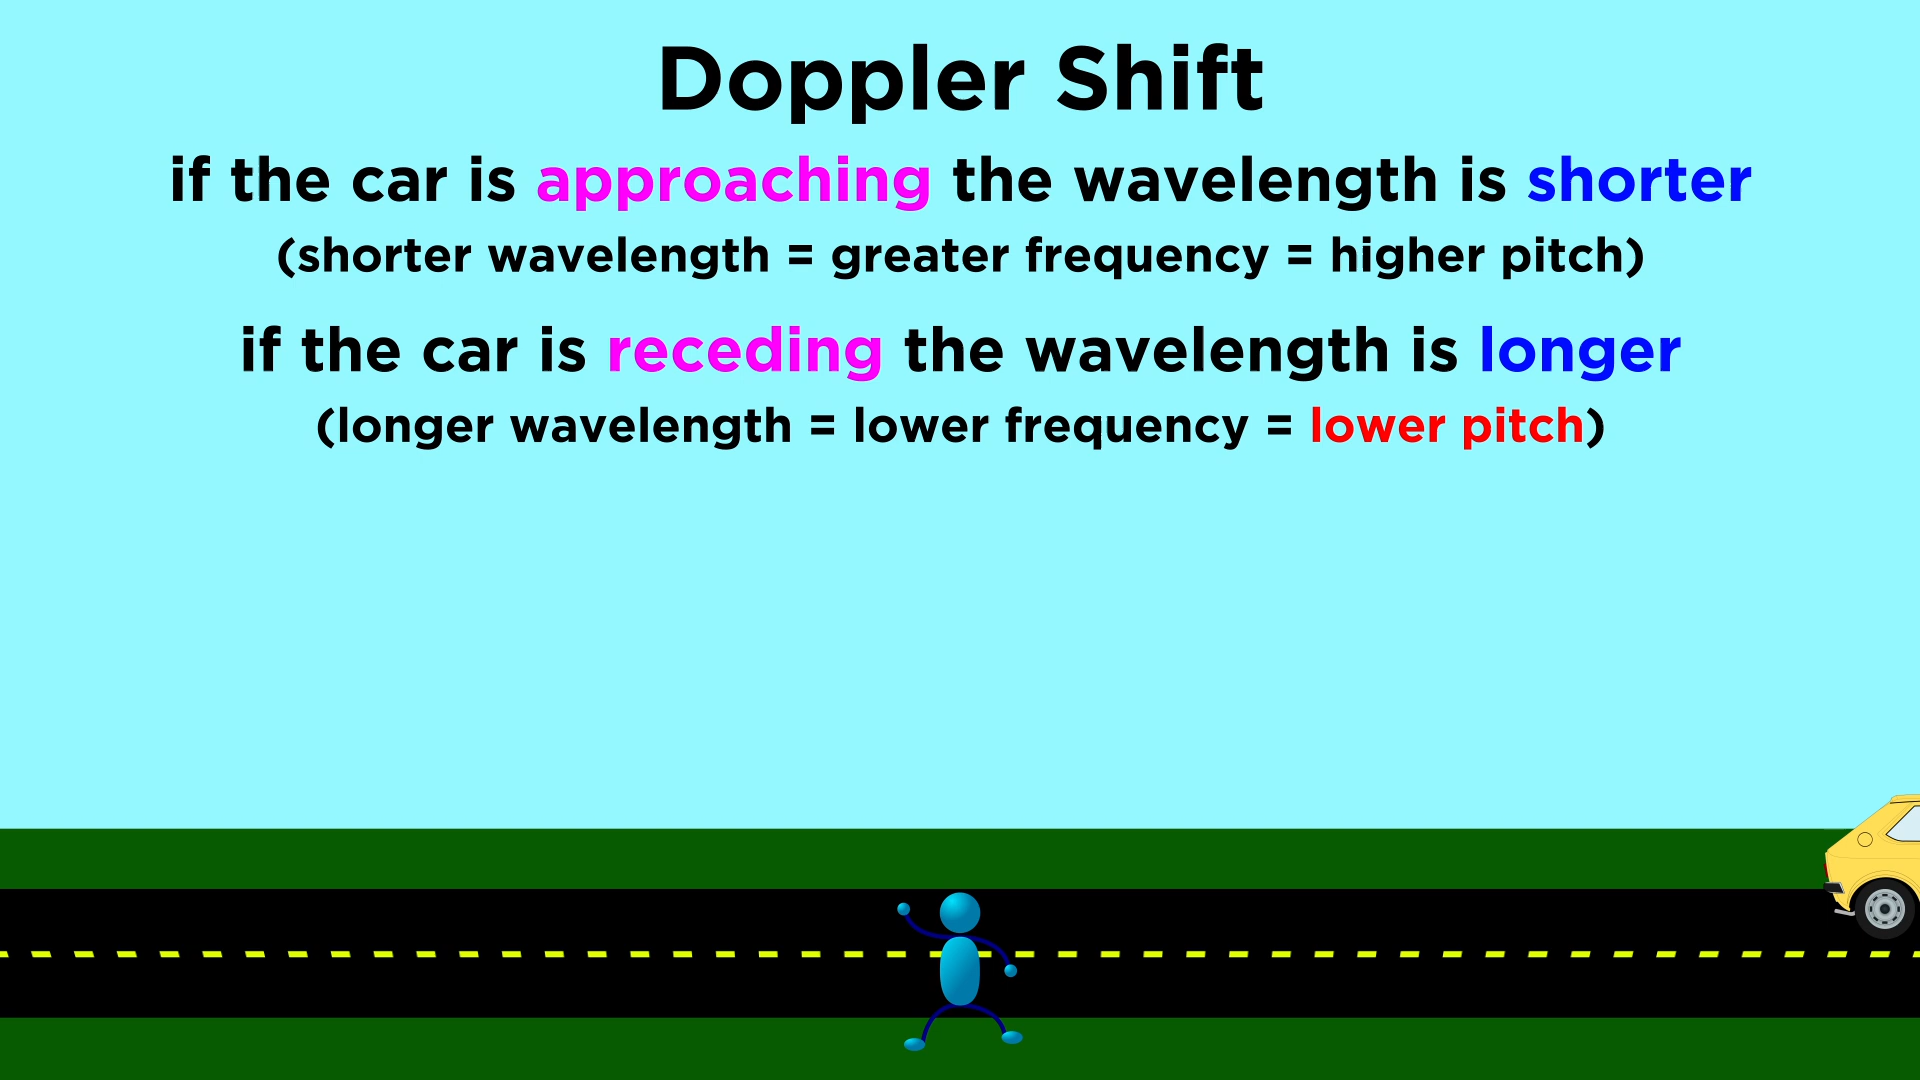 Doppler Shift
if the car is approaching the wavelength is shorter
(shorter wavelength = greater frequency = higher pitch)
if the car is receding the wavelength is longer
(longer wavelength = lower frequency = lower pitch)